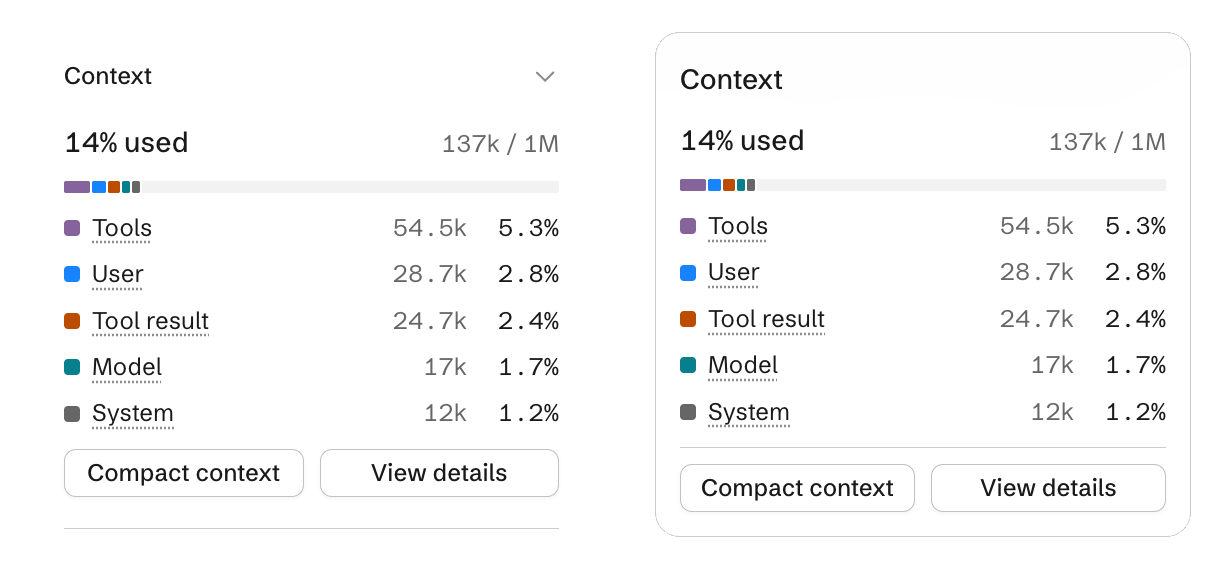 Context
14% used 137k / 1M
Tools 54.5k 5.3%
User 28.7k 2.8%
Tool result 24.7k 2.4%
Model 17k 1.7%
System 12k 1.2%
Compact context View details
Context
14% used 137k / 1M
Tools 54.5k 5.3%
User 28.7k 2.8%
Tool result 24.7k 2.4%
Model 17k 1.7%
System 12k 1.2%
Compact context View details